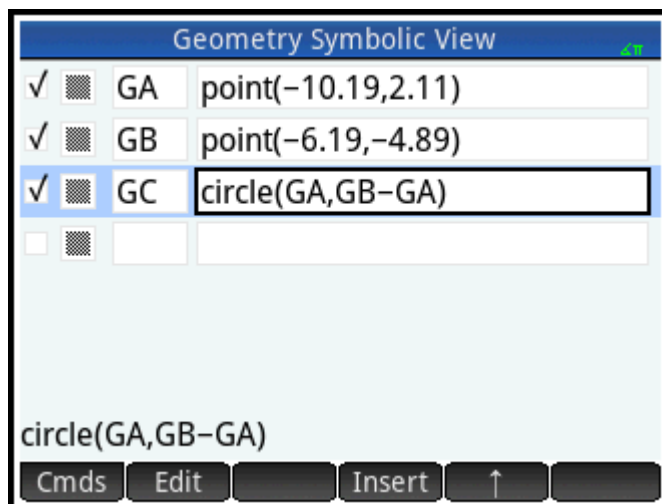 Geometry Symbolic View
∡π
√ GA point(−10.19,2.11)
√ GB point(−6.19,−4.89)
√ GC circle(GA,GB−GA)
circle(GA,GB−GA)
Cmds Edit Insert ↑